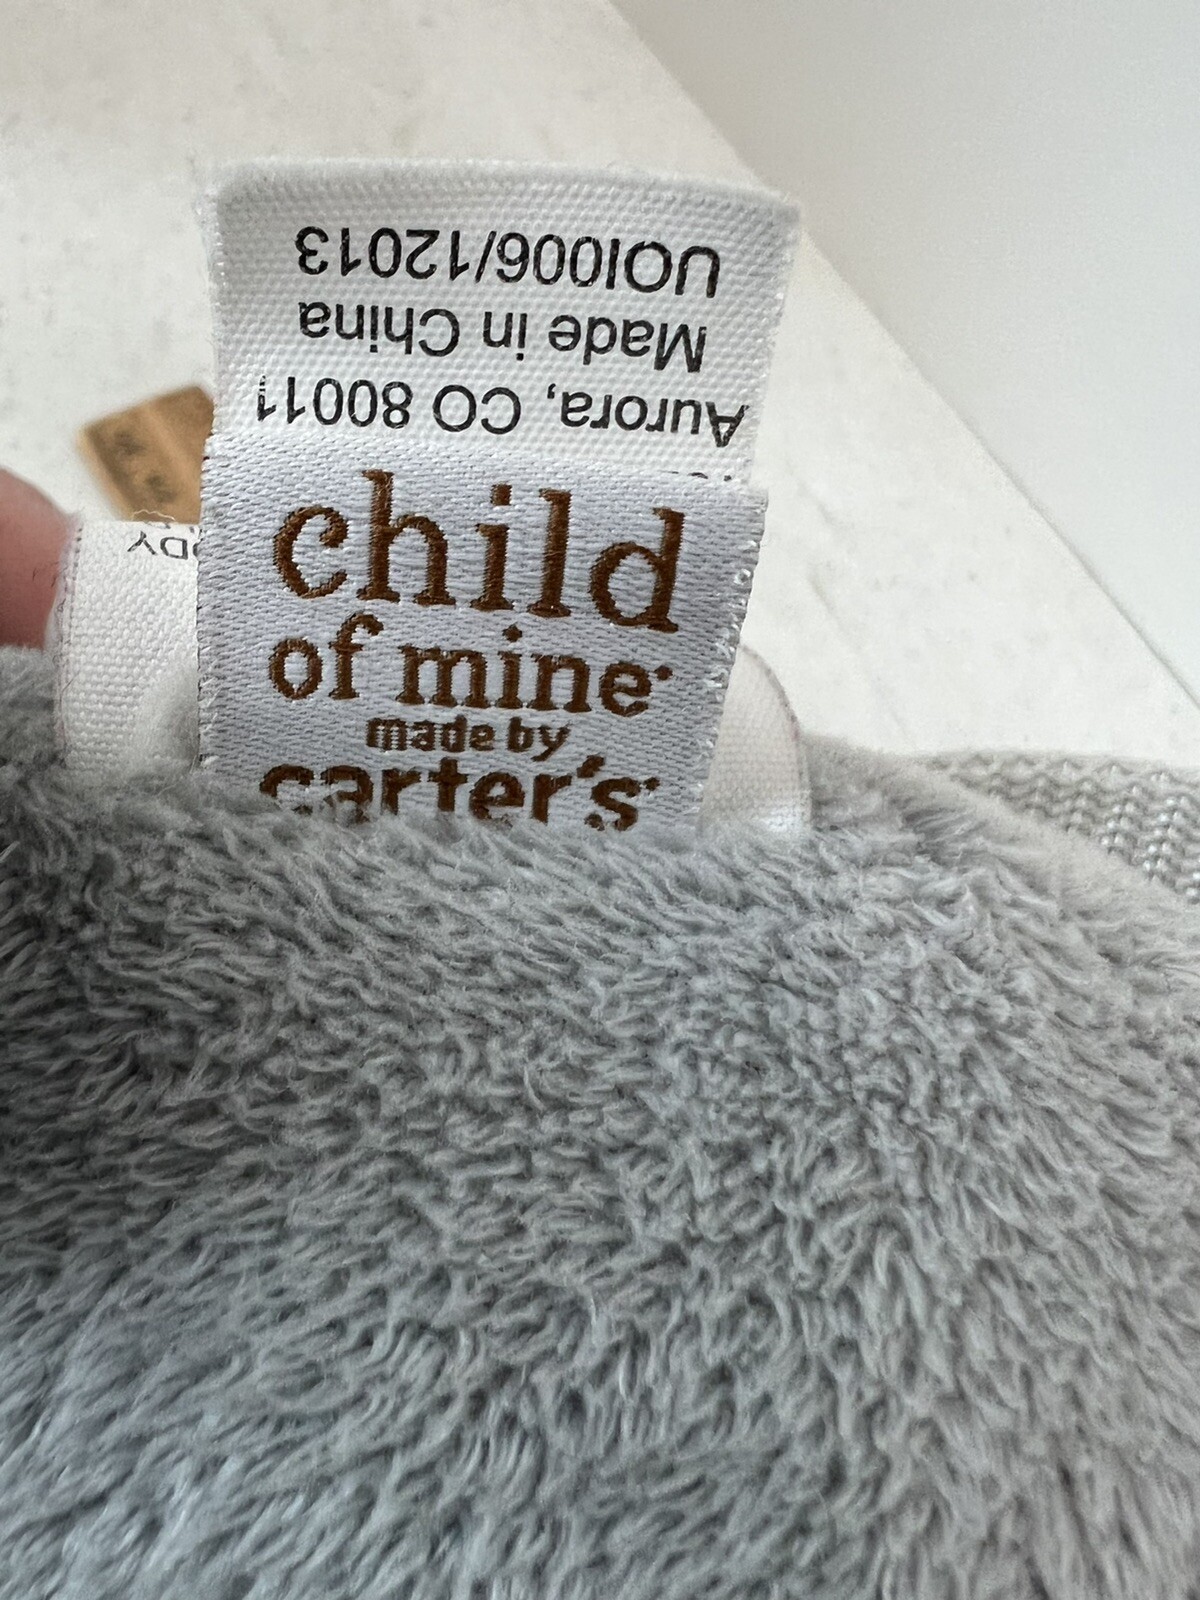 Aurora, CO 80011
Made in China
UOI006/12013
child
of mine
made by
carter's